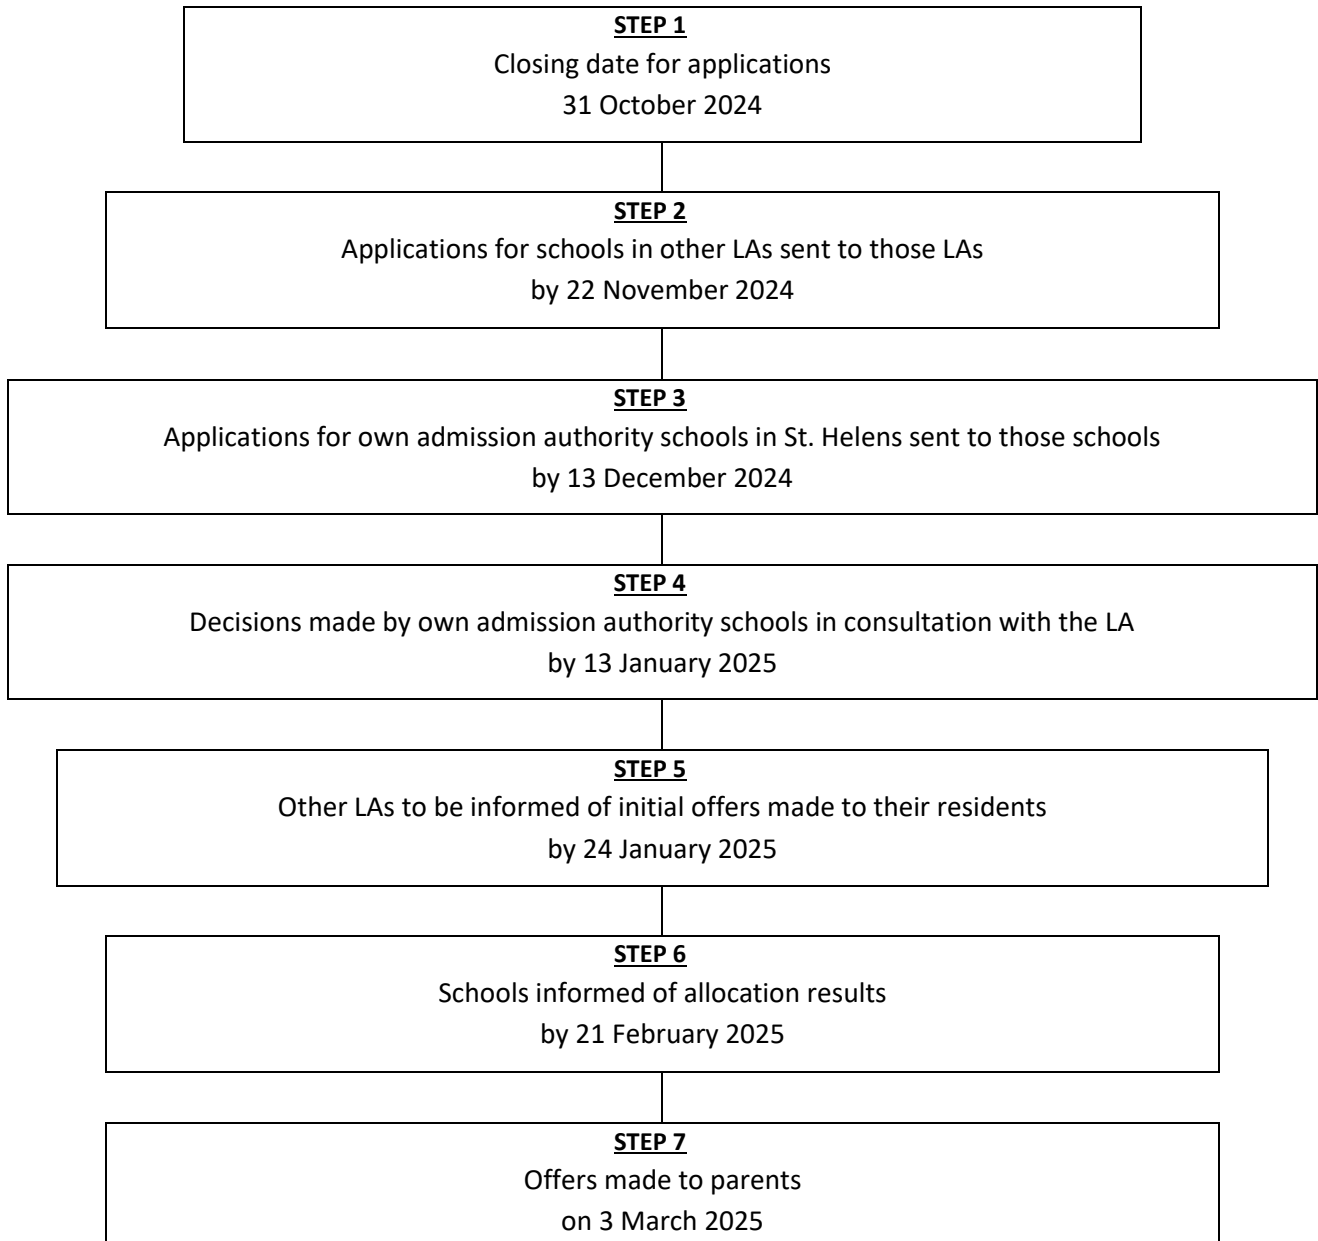 STEP 1
Closing date for applications
31 October 2024
STEP 2
Applications for schools in other LAs sent to those LAs
by 22 November 2024
STEP 3
Applications for own admission authority schools in St. Helens sent to those schools
by 13 December 2024
STEP 4
Decisions made by own admission authority schools in consultation with the LA
by 13 January 2025
STEP 5
Other LAs to be informed of initial offers made to their residents
by 24 January 2025
STEP 6
Schools informed of allocation results
by 21 February 2025
STEP 7
Offers made to parents
on 3 March 2025